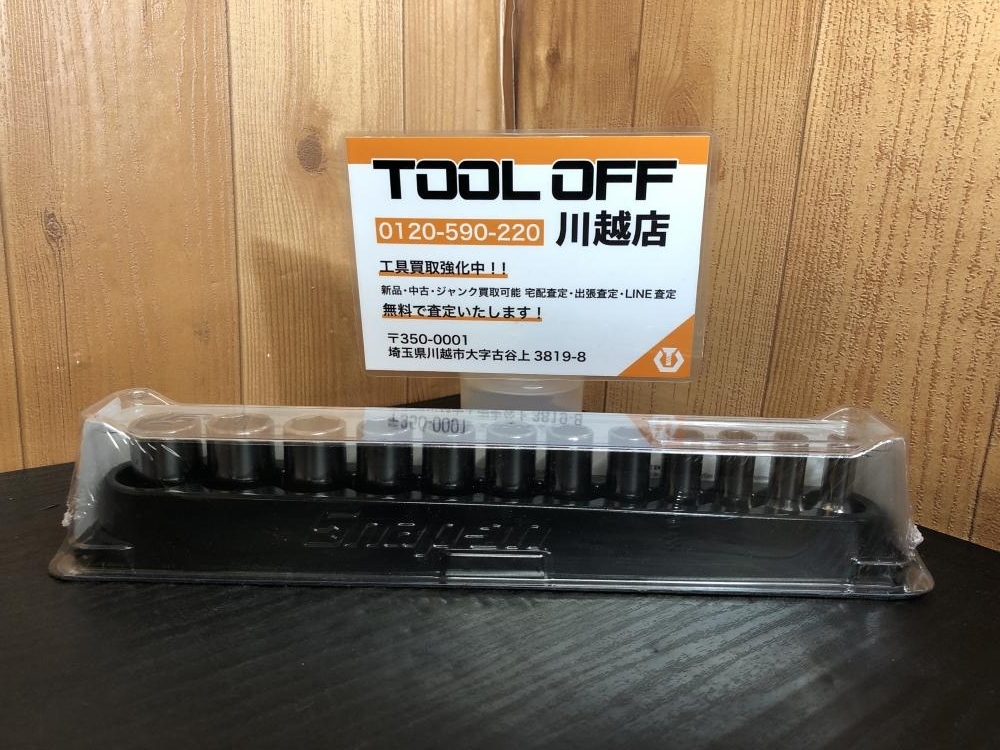 TOOL OFF
0120-590-220 川越店
工具買取強化中！！
新品・中古・ジャンク買取可能 宅配査定・出張査定・LINE査定
無料で査定いたします！
〒350-0001
埼玉県川越市大字古谷上 3819-8
Snap-on